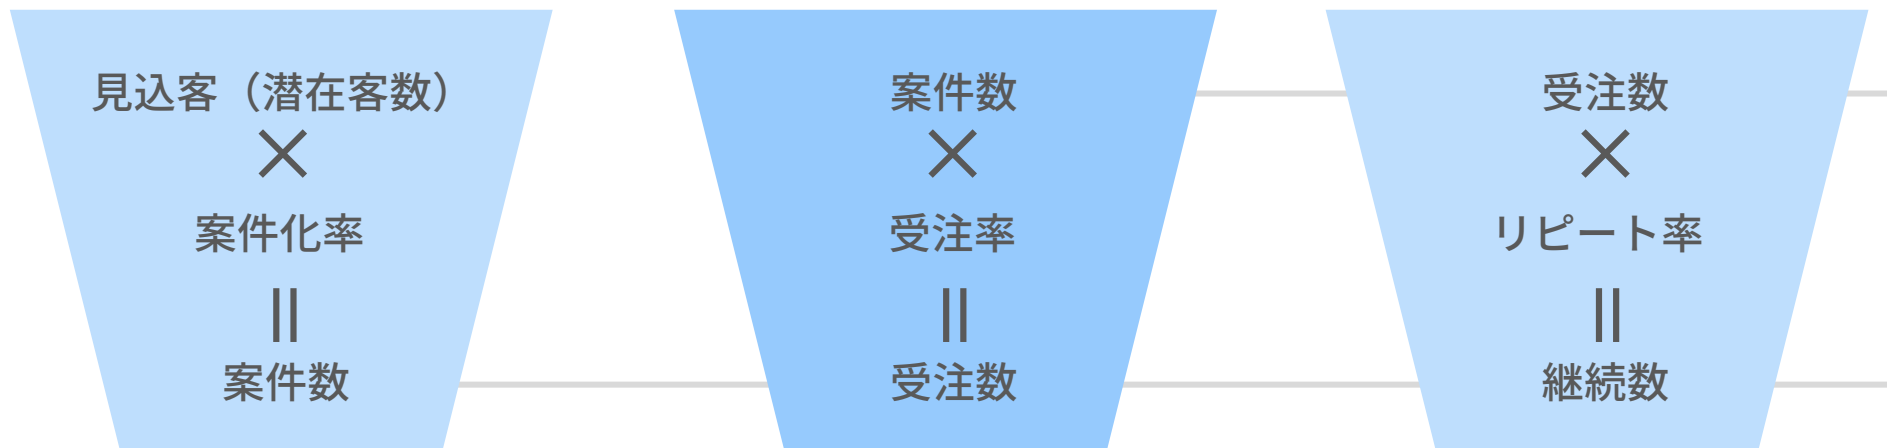 見込客（潜在客数）
×
案件化率
||
案件数
案件数
×
受注率
||
受注数
受注数
×
リピート率
||
継続数